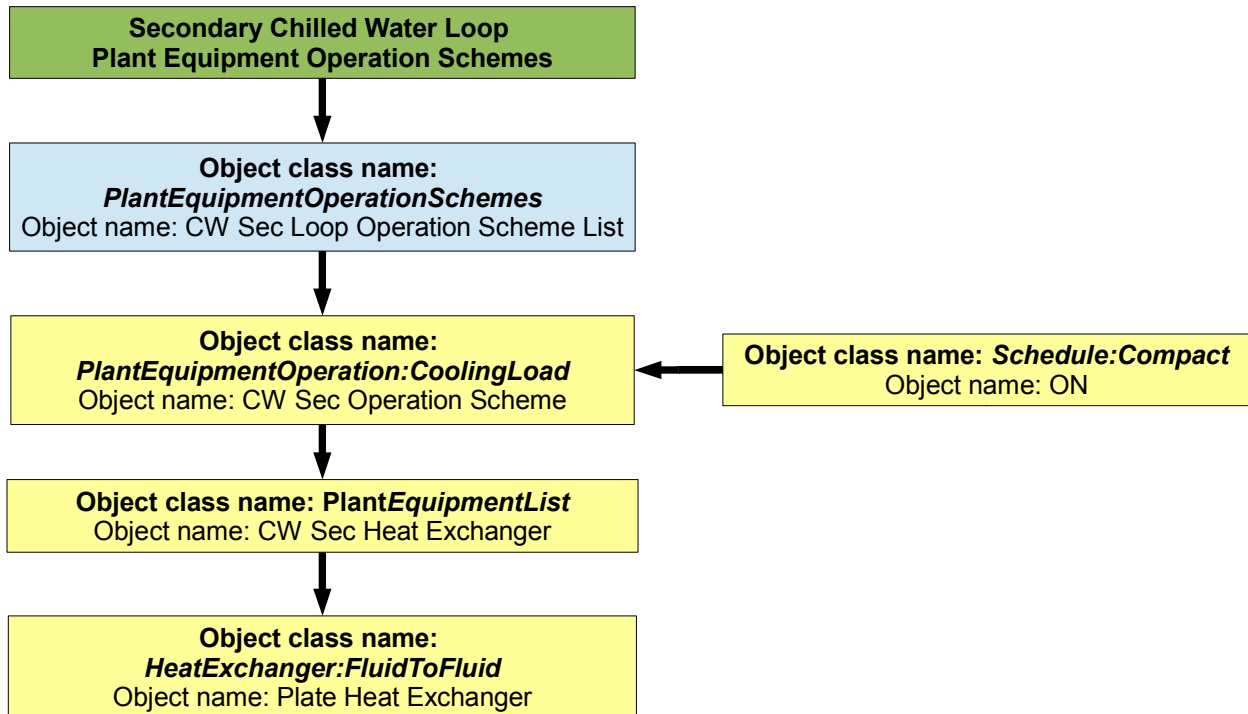 Secondary Chilled Water Loop
Plant Equipment Operation Schemes
Object class name:
PlantEquipmentOperationSchemes
Object name: CW Sec Loop Operation Scheme List
Object class name:
PlantEquipmentOperation:CoolingLoad
Object name: CW Sec Operation Scheme
Object class name: Schedule:Compact
Object name: ON
Object class name: PlantEquipmentList
Object name: CW Sec Heat Exchanger
Object class name:
HeatExchanger:FluidToFluid
Object name: Plate Heat Exchanger